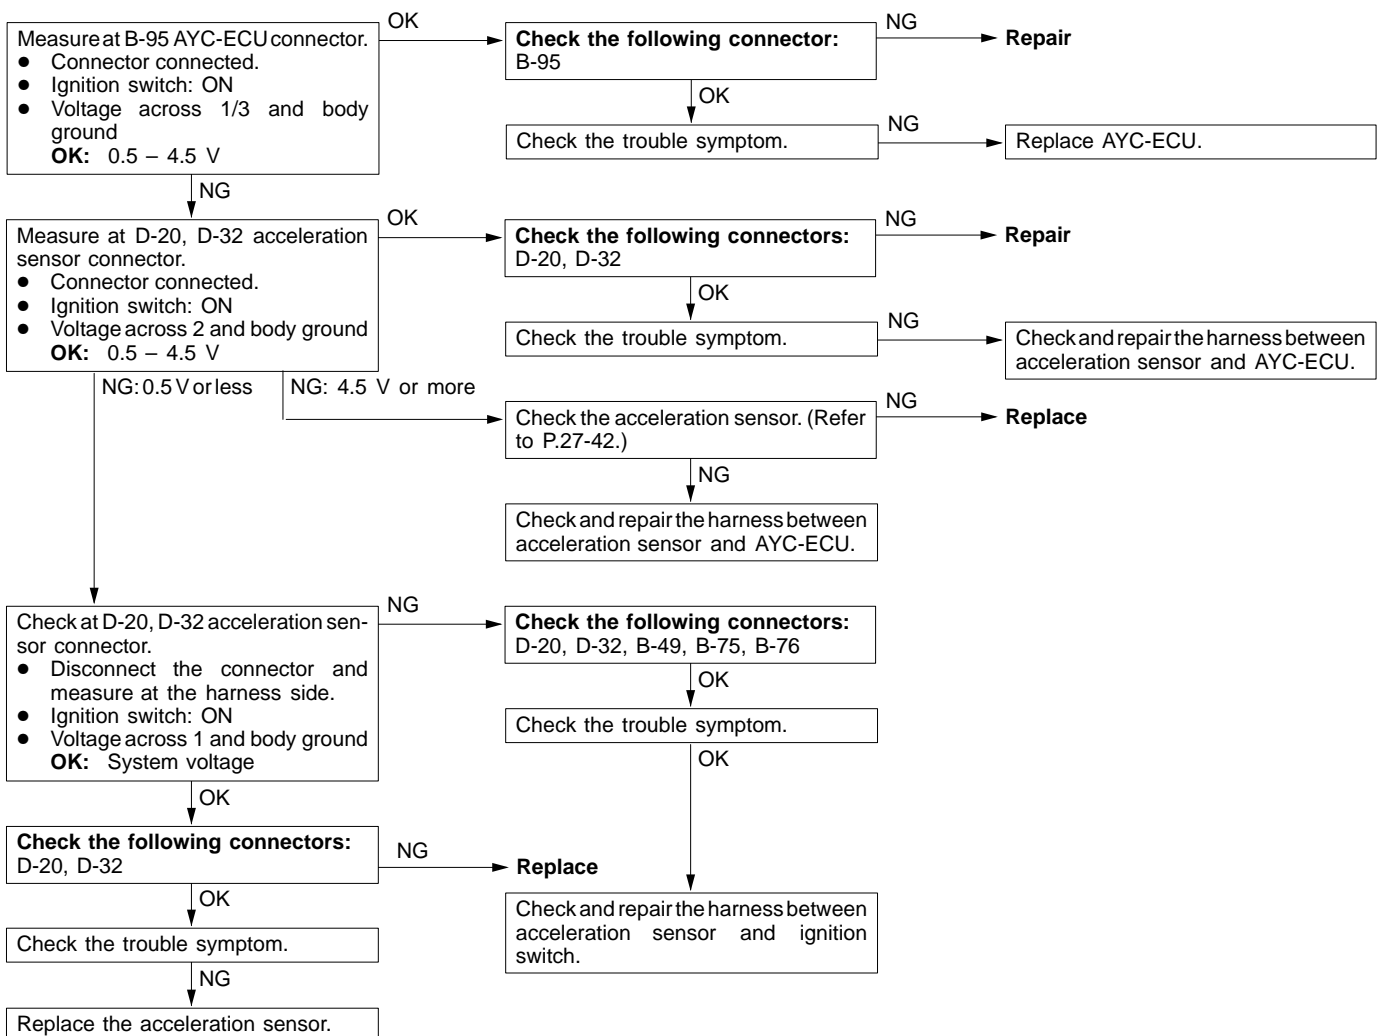 Measure at B-95 AYC-ECU connector.
● Connector connected.
● Ignition switch: ON
● Voltage across 1/3 and body
ground
OK: 0.5 – 4.5 V
OK
Check the following connector:
B-95
NG
Repair
OK
Check the trouble symptom.
NG
Replace AYC-ECU.
NG
Measure at D-20, D-32 acceleration
sensor connector.
● Connector connected.
● Ignition switch: ON
● Voltage across 2 and body ground
OK: 0.5 – 4.5 V
OK
Check the following connectors:
D-20, D-32
NG
Repair
OK
Check the trouble symptom.
NG
Check and repair the harness between
acceleration sensor and AYC-ECU.
NG: 0.5 V or less
NG: 4.5 V or more
Check the acceleration sensor. (Refer
to P.27-42.)
NG
Replace
NG
Check and repair the harness between
acceleration sensor and AYC-ECU.
Check at D-20, D-32 acceleration sen-
sor connector.
● Disconnect the connector and
measure at the harness side.
● Ignition switch: ON
● Voltage across 1 and body ground
OK: System voltage
NG
Check the following connectors:
D-20, D-32, B-49, B-75, B-76
OK
Check the trouble symptom.
OK
Check and repair the harness between
acceleration sensor and ignition
switch.
OK
Check the following connectors:
D-20, D-32
NG
Replace
OK
Check the trouble symptom.
NG
Replace the acceleration sensor.